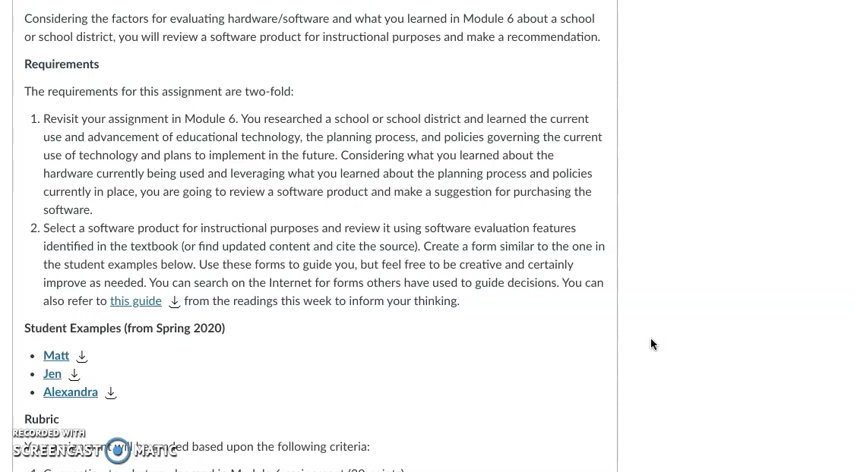 Considering the factors for evaluating hardware/software and what you learned in Module 6 about a school
or school district, you will review a software product for instructional purposes and make a recommendation.
Requirements
The requirements for this assignment are two-fold:
1. Revisit your assignment in Module 6. You researched a school or school district and learned the current
use and advancement of educational technology, the planning process, and policies governing the current
use of technology and plans to implement in the future. Considering what you learned about the
hardware currently being used and leveraging what you learned about the planning process and policies
currently in place, you are going to review a software product and make a suggestion for purchasing the
software.
2. Select a software product for instructional purposes and review it using software evaluation features
identified in the textbook (or find updated content and cite the source). Create a form similar to the one in
the student examples below. Use these forms to guide you, but feel free to be creative and certainly
improve as needed. You can search on the Internet for forms others have used to guide decisions. You can
also refer to this guide from the readings this week to inform your thinking.
Student Examples (from Spring 2020)
• Matt
• Jen
• Alexandra
Rubric
RECORDED WITH
SCREENCAST MATIC
will be graded based upon the following criteria: